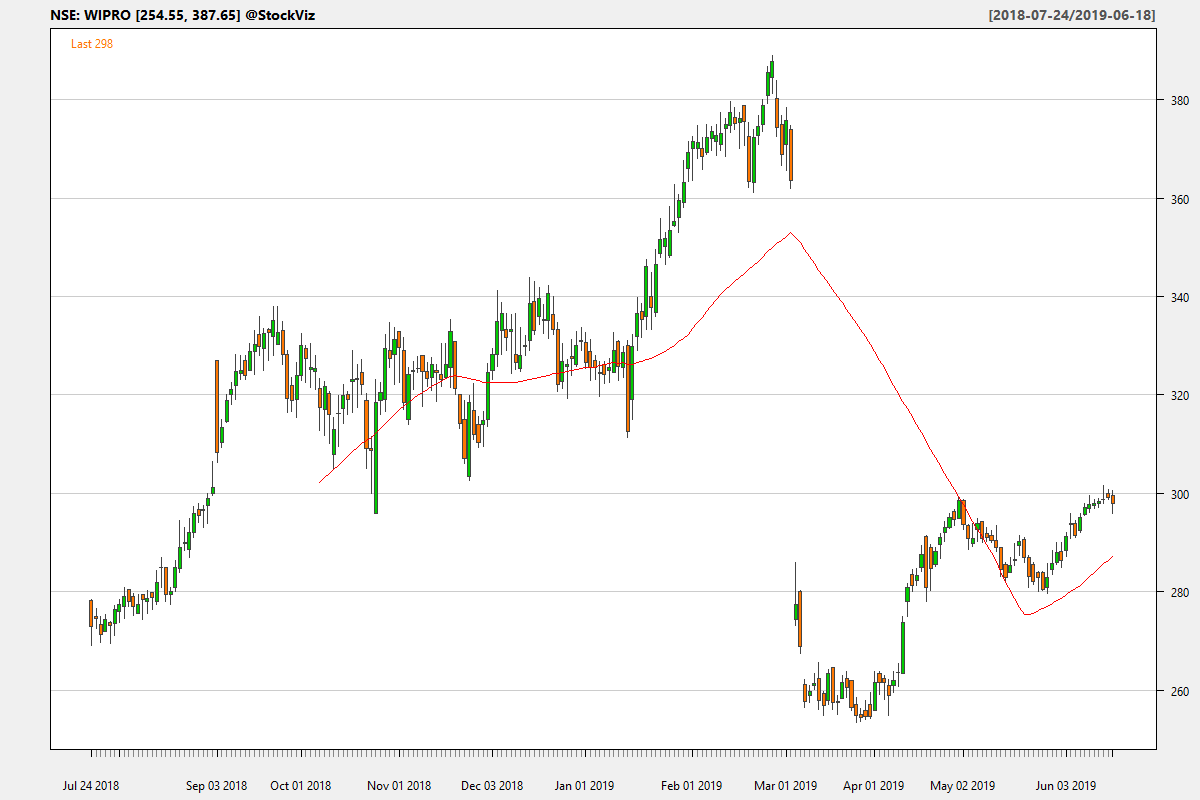 NSE: WIPRO [254.55, 387.65] @StockViz [2018-07-24/2019-06-18]
Last 298
380
360
340
320
300
280
260
Jul 24 2018 Sep 03 2018 Oct 01 2018 Nov 01 2018 Dec 03 2018 Jan 01 2019 Feb 01 2019 Mar 01 2019 Apr 01 2019 May 02 2019 Jun 03 2019